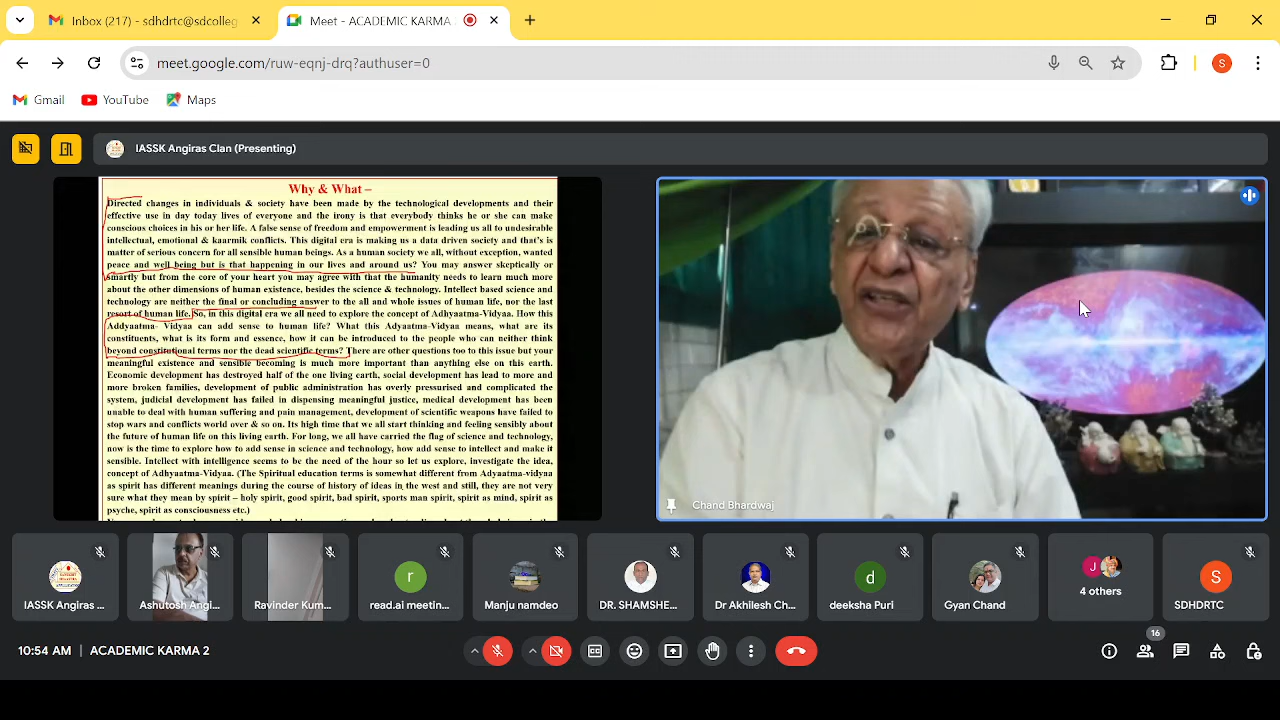 Inbox (217) - sdhdrtc@sdcolleg
Meet - ACADEMIC KARMA
meet.google.com/ruw-eqnj-drq?authuser=0
S
Gmail
YouTube
Maps
IASSK Angiras Clan (Presenting)
Why & What –
Directed changes in individuals & society have been made by the technological developments and their
effective use in day today lives of everyone and the irony is that everybody thinks he or she can make
conscious choices in his or her life. A false sense of freedom and empowerment is leading us all to undesirable
intellectual, emotional & kaarmik conflicts. This digital era is making us a data driven society and that's is
matter of serious concern for all sensible human beings. As a human society we all, without exception, wanted
peace and well being but is that happening in our lives and around us? You may answer skeptically or
smartly but from the core of your heart you may agree with that the humanity needs to learn much more
about the other dimensions of human existence, besides the science & technology. Intellect based science and
technology are neither the final or concluding answer to the all and whole issues of human life, nor the last
resort of human life. So, in this digital era we all need to explore the concept of Adhyaatma-Vidyaa. How this
Addyaatma- Vidyaa can add sense to human life? What this Adyaatma-Vidyan means, what are its
constituents, what is its form and essence, how it can be introduced to the people who can neither think
beyond constitutional terms nor the dead scientific terms? There are other questions too to this issue but your
meaningful existence and sensible becoming is much more important than anything else on this earth.
Economic development has destroyed half of the one living earth, social development has lead to more and
more broken families, development of public administration has overly pressurised and complicated the
system, judicial development has failed in dispensing meaningful justice, medical development has been
unable to deal with human suffering and pain management, development of scientific weapons have failed to
stop wars and conflicts world over & so on. Its high time that we all start thinking and feeling sensibly about
the future of human life on this living earth. For long, we all have carried the flag of science and technology,
now is the time to explore how to add sense in science and technology, how add sense to intellect and make it
sensible. Intellect with intelligence seems to be the need of the hour so let us explore, investigate the idea,
concept of Adhyaatma-Vidyaa. (The Spiritual education terms is somewhat different from Adyaatma-vidyaa
as spirit has different meanings during the course of history of ideas in the west and still, they are not very
sure what they mean by spirit – holy spirit, good spirit, bad spirit, sports man spirit, spirit as mind, spirit as
psyche, spirit as consciousness etc.)
Chand Bhardwaj
IASSK Angiras ...
Ashutosh Angi...
Ravinder Kum...
r
read.ai meetin...
Manju namdeo
DR. SHAMSHE...
Dr Akhilesh Ch...
d
deeksha Puri
Gyan Chand
J
4 others
S
SDHDRTC
10:54 AM | ACADEMIC KARMA 2
16